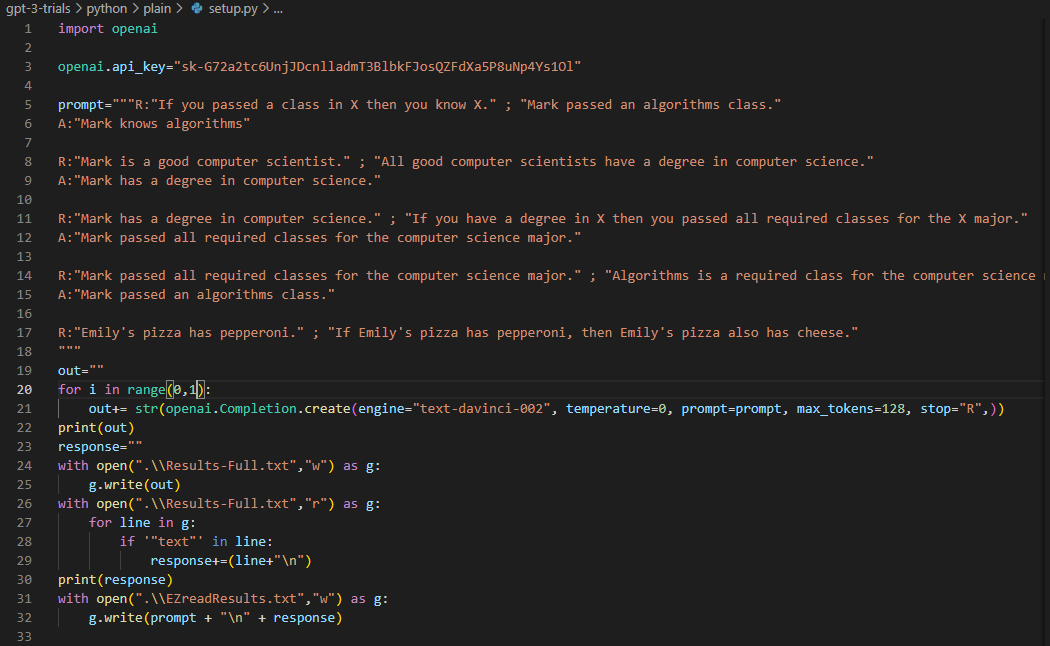 gpt-3-trials > python > plain > setup.py > ...
1 import openai
2
3 openai.api_key="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"
4
5 prompt="""R:"If you passed a class in X then you know X." ; "Mark passed an algorithms class."
6 A:"Mark knows algorithms"
7
8 R:"Mark is a good computer scientist." ; "All good computer scientists have a degree in computer science."
9 A:"Mark has a degree in computer science."
10
11 R:"Mark has a degree in computer science." ; "If you have a degree in X then you passed all required classes for the X major."
12 A:"Mark passed all required classes for the computer science major."
13
14 R:"Mark passed all required classes for the computer science major." ; "Algorithms is a required class for the computer science
15 A:"Mark passed an algorithms class."
16
17 R:"Emily's pizza has pepperoni." ; "If Emily's pizza has pepperoni, then Emily's pizza also has cheese."
18 """
19 out=""
20 for i in range(0,1):
21     out+= str(openai.Completion.create(engine="text-davinci-002", temperature=0, prompt=prompt, max_tokens=128, stop="R",))
22 print(out)
23 response=""
24 with open(".\\Results-Full.txt","w") as g:
25     g.write(out)
26 with open(".\\Results-Full.txt","r") as g:
27     for line in g:
28         if '"text"' in line:
29             response+=(line+"\n")
30 print(response)
31 with open(".\\EZreadResults.txt","w") as g:
32     g.write(prompt + "\n" + response)
33